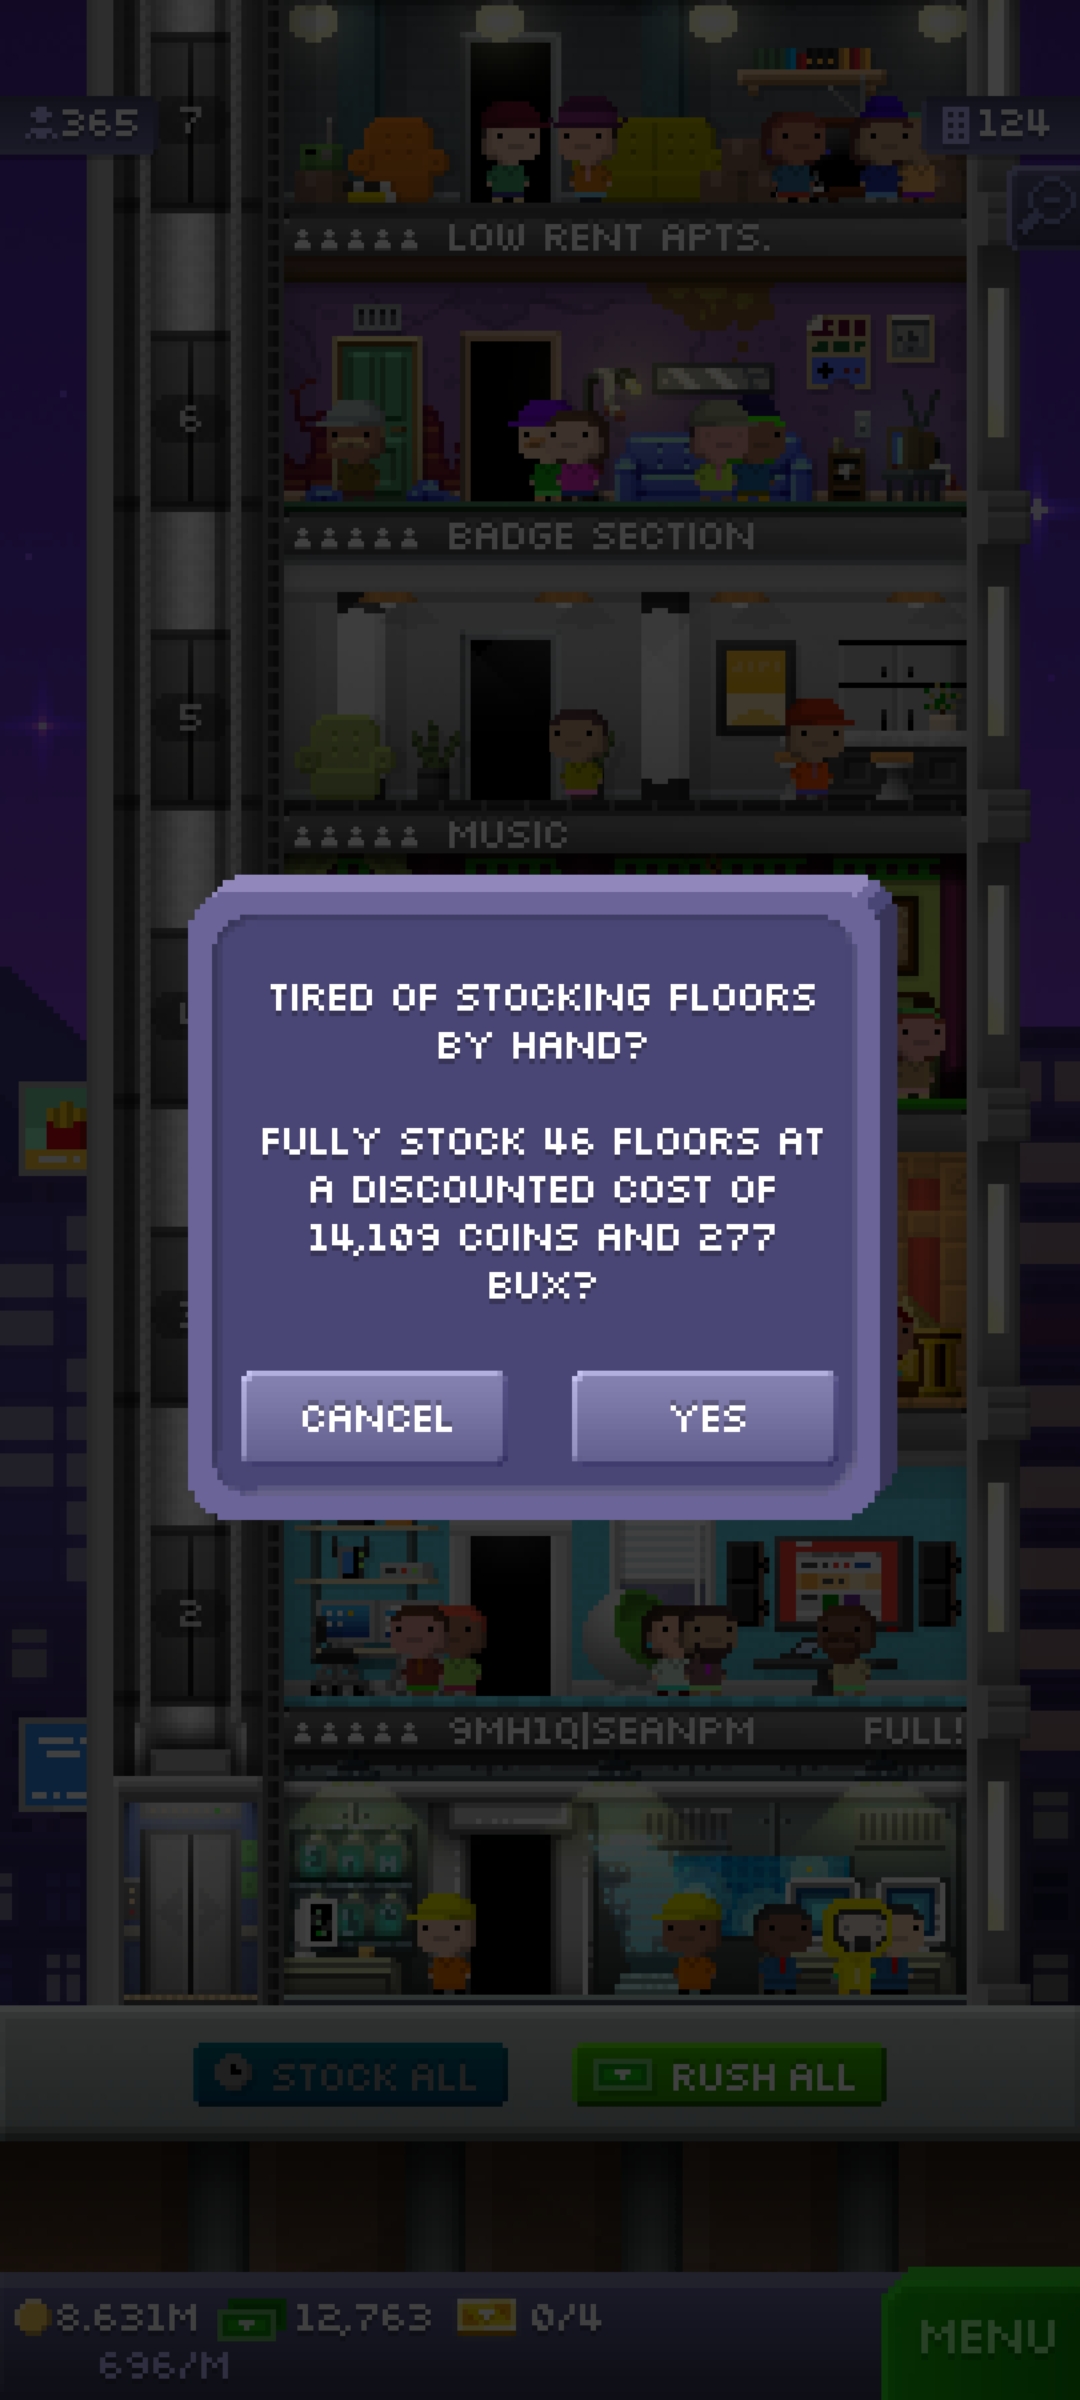 365
7
124
LOW RENT APTS.
6
BADGE SECTION
5
MUSIC
TIRED OF STOCKING FLOORS
BY HAND?
FULLY STOCK 46 FLOORS AT
A DISCOUNTED COST OF
14,109 COINS AND 277
BUX?
CANCEL
YES
3
2
9MH1Q|SEANPM
FULL!
STOCK ALL
RUSH ALL
8.631M
12,763
0/4
696/M
MENU